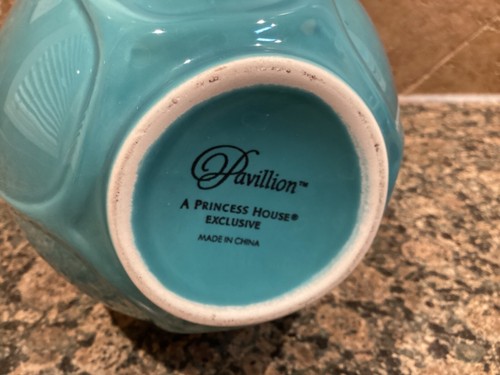 Pavillion™
A PRINCESS HOUSE®
EXCLUSIVE
MADE IN CHINA